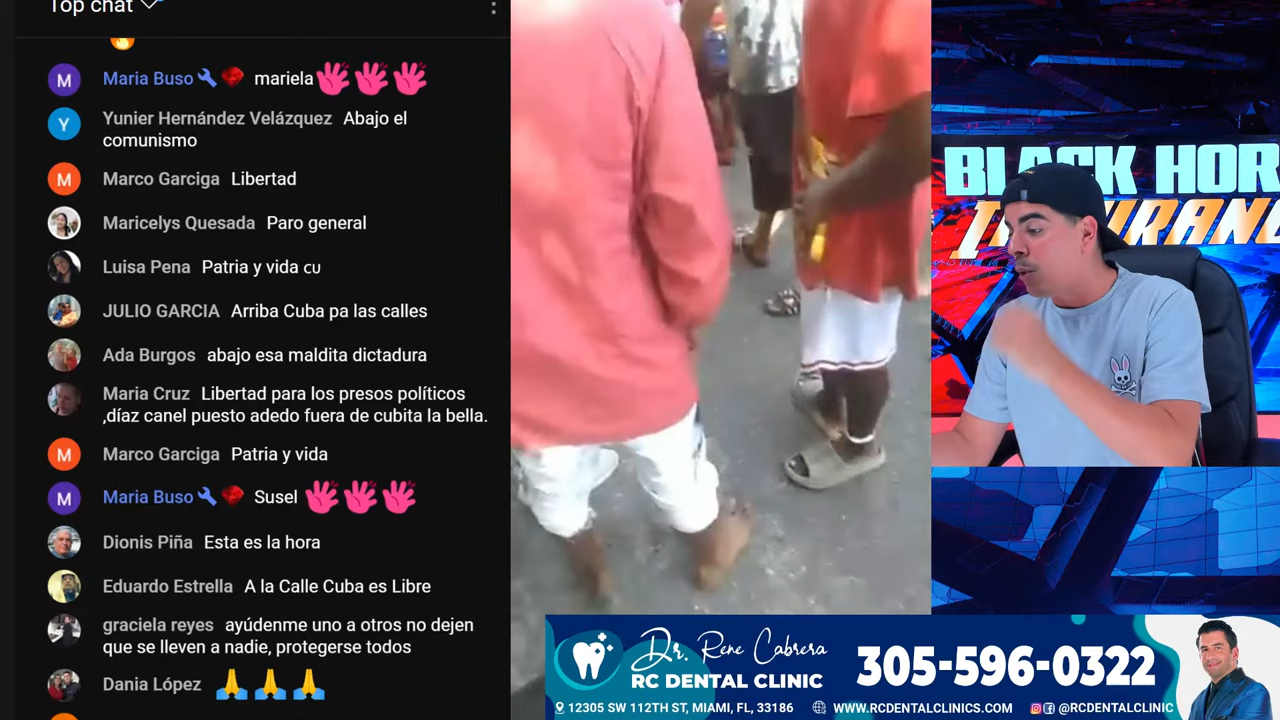 Top chat
Maria Buso mariela
Yunier Hernández Velázquez Abajo el
comunismo
Marco Garciga Libertad
Maricelys Quesada Paro general
Luisa Pena Patria y vida cu
JULIO GARCIA Arriba Cuba pa las calles
Ada Burgos abajo esa maldita dictadura
Maria Cruz Libertad para los presos políticos
,díaz canel puesto adedo fuera de cubita la bella.
Marco Garciga Patria y vida
Maria Buso Susel
Dionis Piña Esta es la hora
Eduardo Estrella A la Calle Cuba es Libre
graciela reyes ayúdenme uno a otros no dejen
que se lleven a nadie, protegerse todos
Dania López
BLACK HOR
Dr. Rene Cabrera
RC DENTAL CLINIC
305-596-0322
12305 SW 112TH ST, MIAMI, FL, 33186 WWW.RCDENTALCLINICS.COM @RCDENTALCLINIC